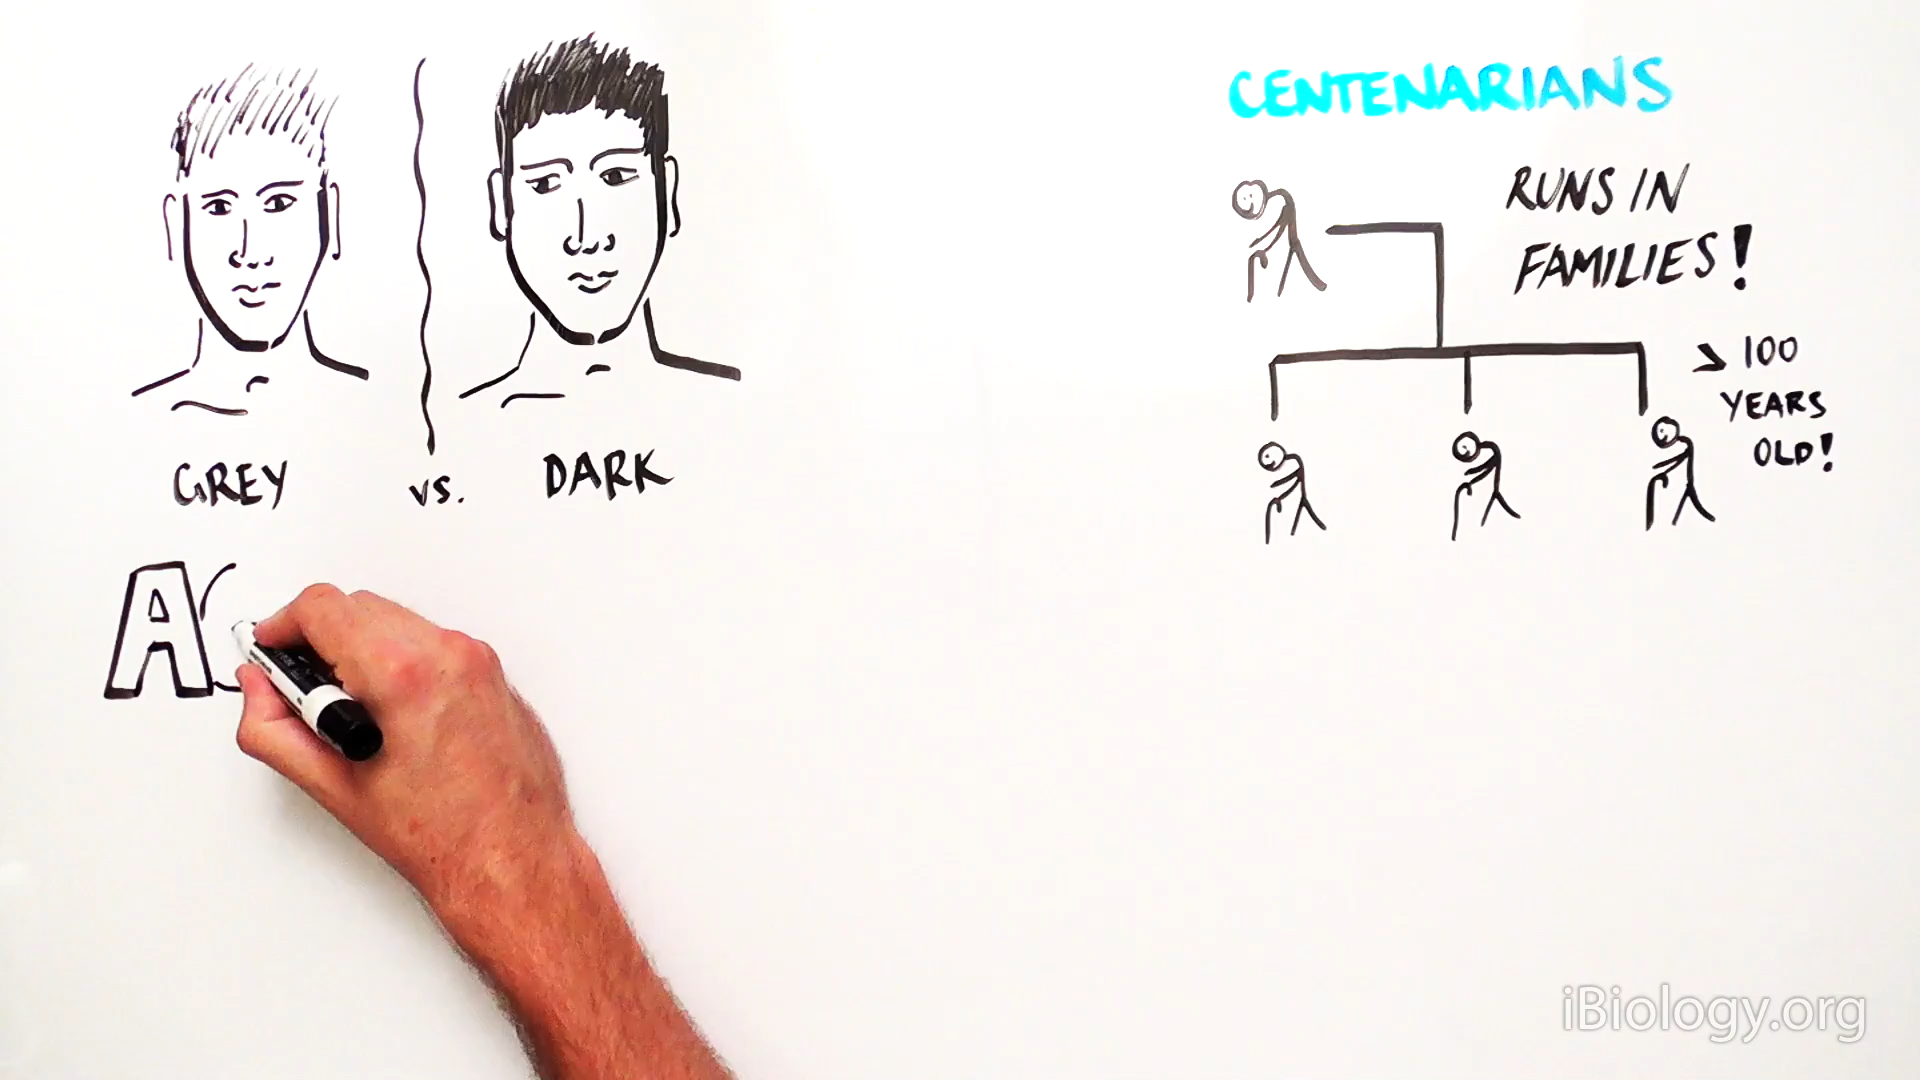 GREY
vs.
DARK
A
CENTENARIANS
RUNS IN
FAMILIES!
> 100
YEARS
OLD!
iBiology.org